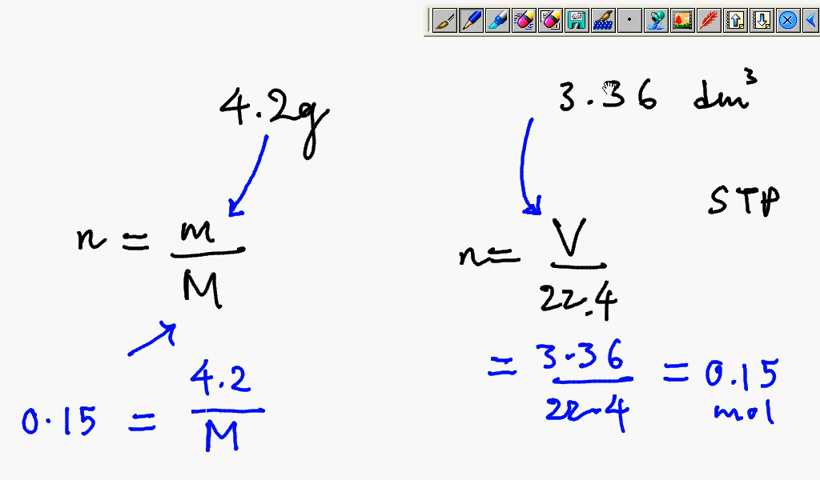 4.2g
3.36 dm³
STP
n = m/M
n = V/22.4
= 3.36/22.4 = 0.15 mol
0.15 = 4.2/M